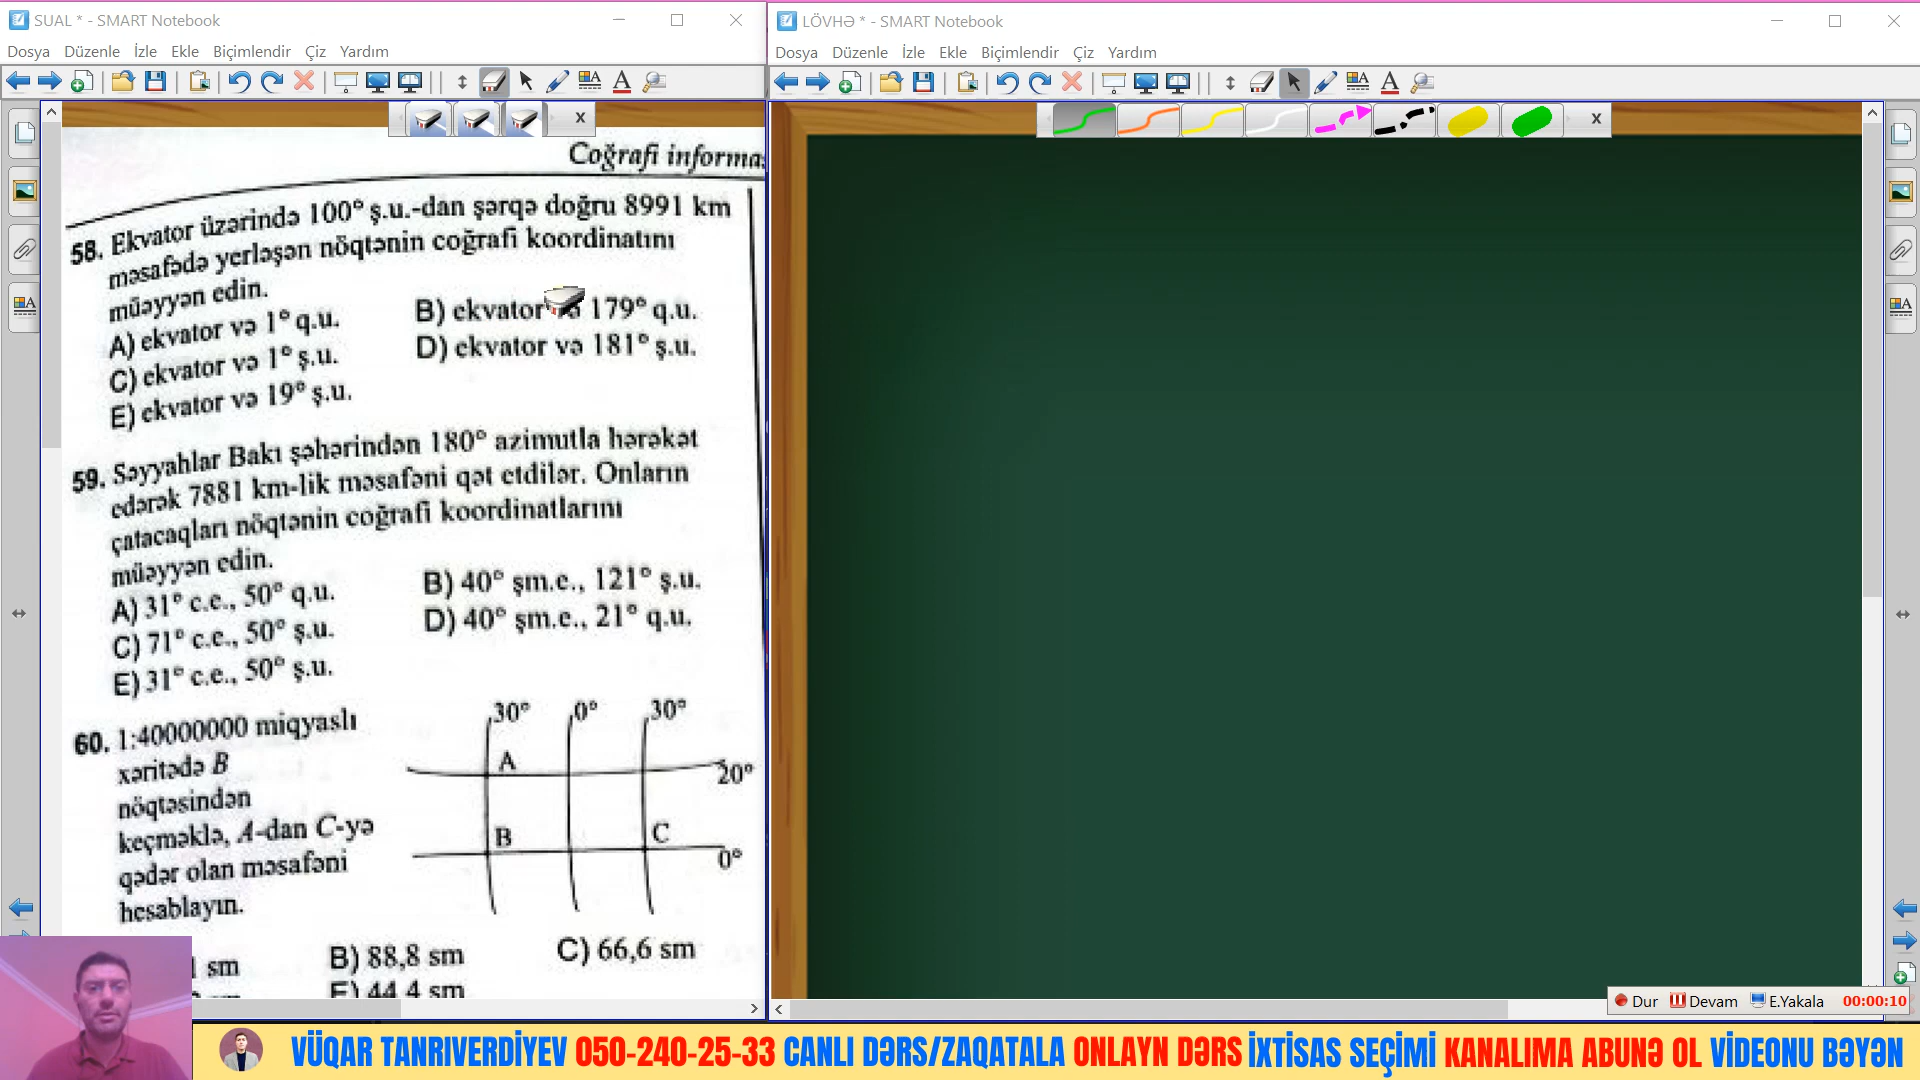 SUAL * - SMART Notebook
Dosya Düzenle İzle Ekle Biçimlendir Çiz Yardım
LÖVHƏ * - SMART Notebook
Dosya Düzenle İzle Ekle Biçimlendir Çiz Yardım
Coğrafi informa
58. Ekvator üzərində 100° ş.u.-dan şərqə doğru 8991 km
məsafədə yerləşən nöqtənin coğrafi koordinatını
müəyyən edin.
A) ekvator və 1° q.u. B) ekvator və 179° q.u.
C) ekvator və 1° ş.u. D) ekvator və 181° ş.u.
E) ekvator və 19° ş.u.
59. Səyyahlar Bakı şəhərindən 180° azimutla hərəkət
edərək 7881 km-lik məsafəni qət etdilər. Onların
çatacaqları nöqtənin coğrafi koordinatlarını
müəyyən edin.
A) 31° c.e., 50° q.u. B) 40° şm.e., 121° ş.u.
C) 71° c.e., 50° ş.u. D) 40° şm.e., 21° q.u.
E) 31° c.e., 50° ş.u.
60. 1:40000000 miqyaslı
xəritədə B
nöqtəsindən
keçməklə, A-dan C-yə
qədər olan məsafəni
hesablayın.
30° 0° 30°
A
20°
B C
0°
sm B) 88,8 sm C) 66,6 sm
E) 44,4 sm
Dur Devam E.Yakala 00:00:10
VÜQAR TANRIVERDİYEV 050-240-25-33 CANLI DƏRS/ZAQATALA ONLAYN DƏRS İXTİSAS SEÇİMİ KANALIMA ABUNƏ OL VİDEONU BƏYƏN